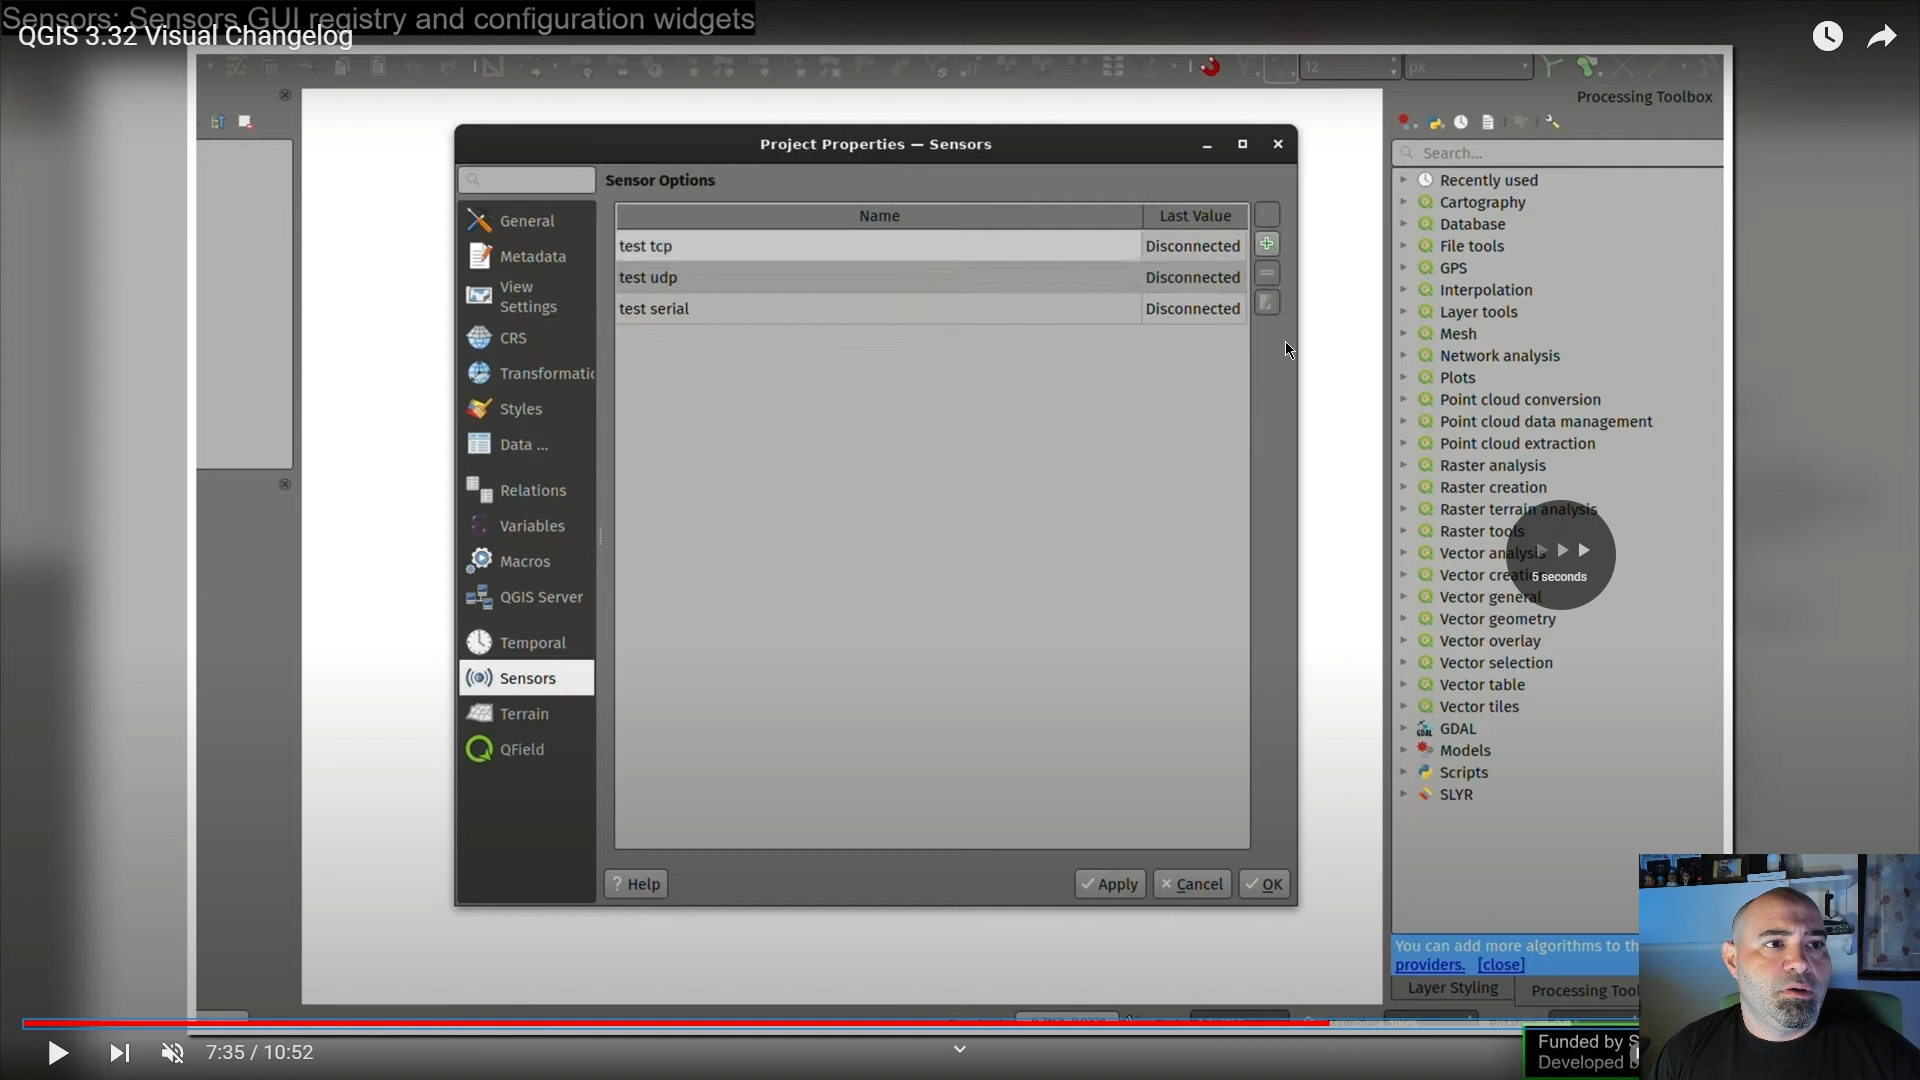 Sensors: Sensors GUI registry and configuration widgets
QGIS 3.32 Visual Changelog
12
px
Processing Toolbox
Project Properties — Sensors
Search...
Sensor Options
Name
Last Value
test tcp
Disconnected
test udp
Disconnected
test serial
Disconnected
General
Metadata
View
Settings
CRS
Transformatic
Styles
Data ...
Relations
Variables
Macros
QGIS Server
Temporal
Sensors
Terrain
QField
? Help
Apply
Cancel
OK
Recently used
Cartography
Database
File tools
GPS
Interpolation
Layer tools
Mesh
Network analysis
Plots
Point cloud conversion
Point cloud data management
Point cloud extraction
Raster analysis
Raster creation
Raster terrain analysis
Raster tools
Vector analysis
5 seconds
Vector creation
Vector general
Vector geometry
Vector overlay
Vector selection
Vector table
Vector tiles
GDAL
Models
Scripts
SLYR
You can add more algorithms to th
providers. [close]
Layer Styling
Processing Tool
7:35 / 10:52
Funded by S
Developed b